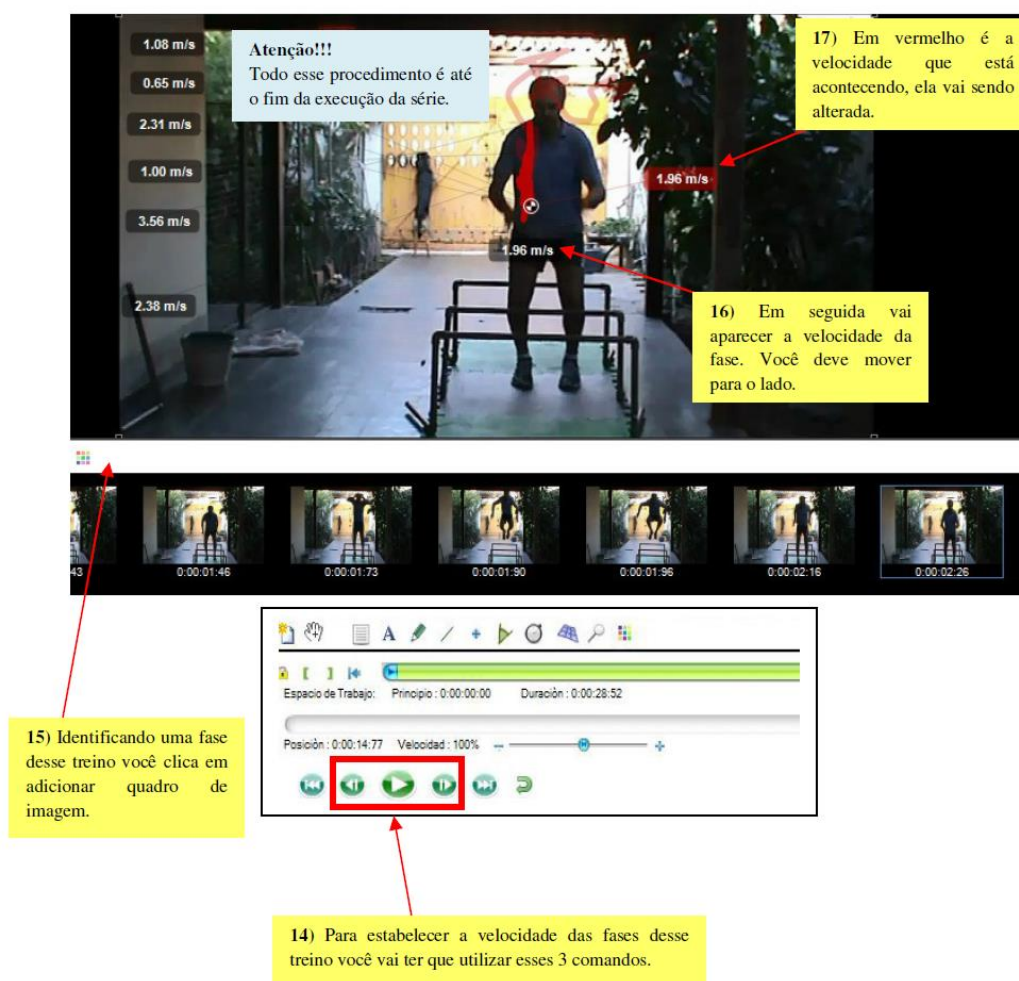 1.08 m/s
0.65 m/s
2.31 m/s
1.00 m/s
3.56 m/s
2.38 m/s
Atenção!!!
Todo esse procedimento é até
o fim da execução da série.
17) Em vermelho é a
velocidade que está
acontecendo, ela vai sendo
alterada.
1.96 m/s
1.96 m/s
16) Em seguida vai
aparecer a velocidade da
fase. Você deve mover
para o lado.
43
0:00:01:46
0:00:01:73
0:00:01:90
0:00:01:96
0:00:02:16
0:00:02:26
A
Espacio de Trabajo: Principio : 0:00:00:00 Duraciòn : 0:00:28:52
Posiciòn : 0:00:14:77 Velocidad : 100%
15) Identificando uma fase
desse treino você clica em
adicionar quadro de
imagem.
14) Para estabelecer a velocidade das fases desse
treino você vai ter que utilizar esses 3 comandos.